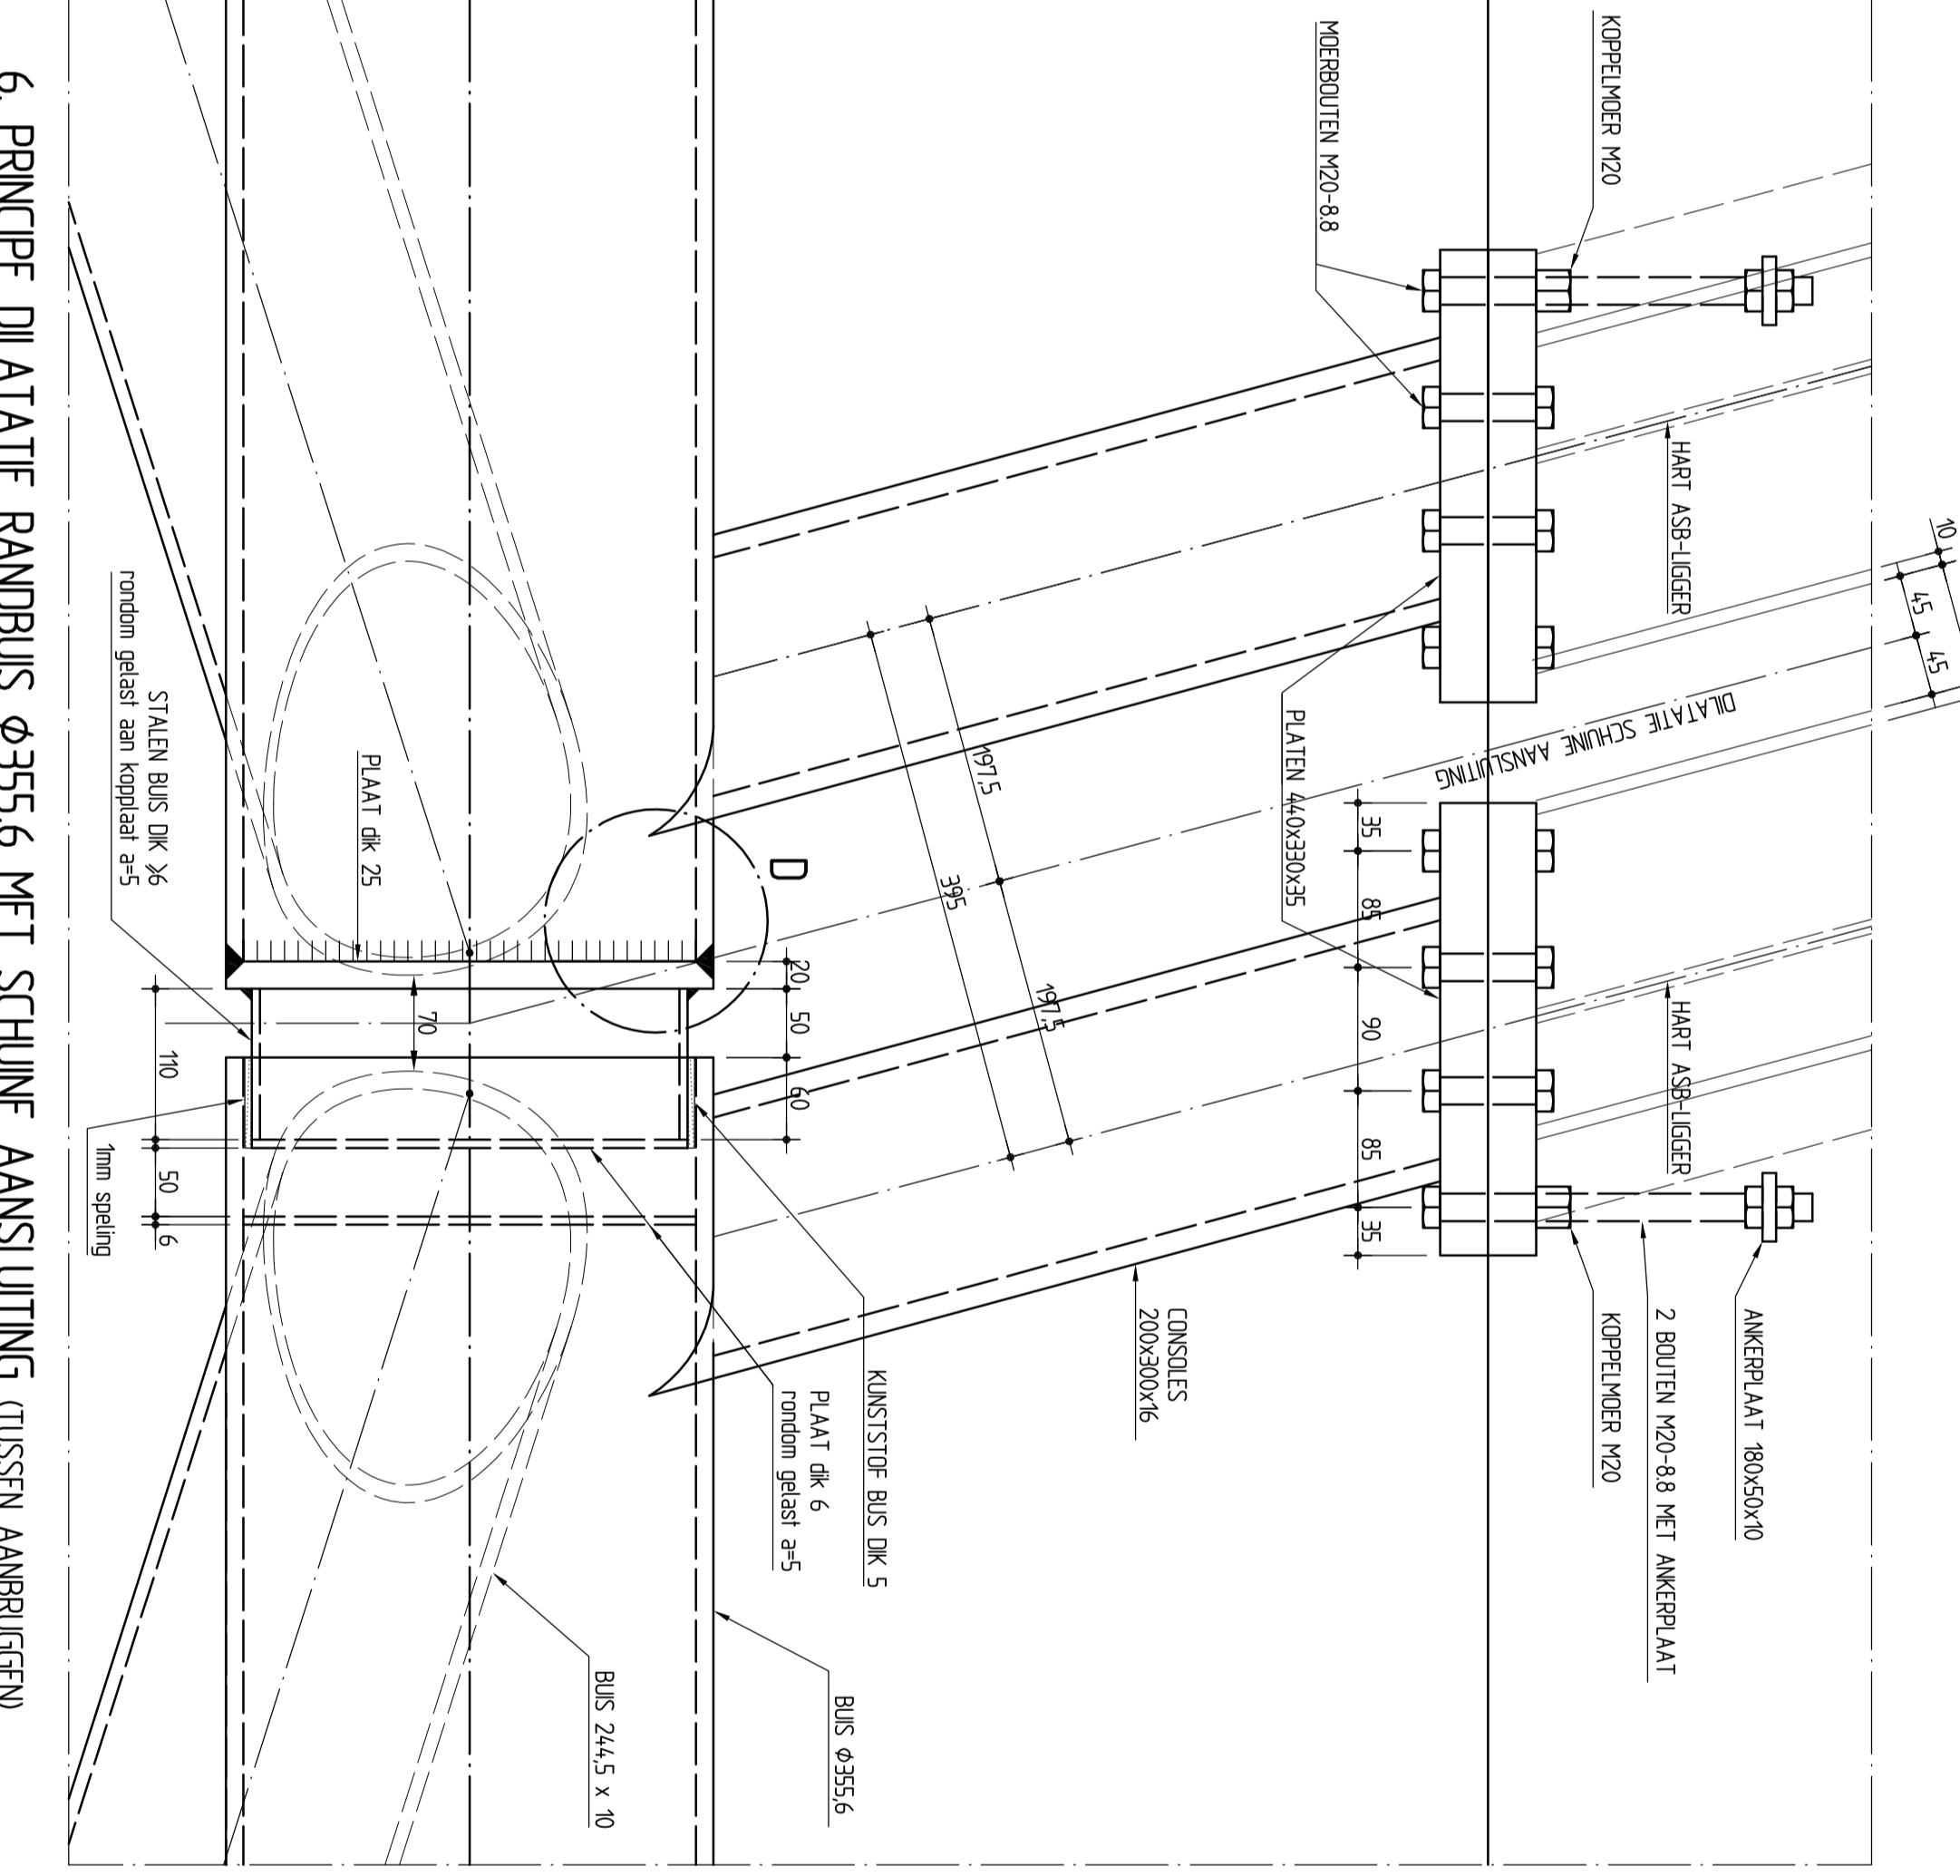 KOPPELMOER M20
MOERBOUTEN M20-8.8
HART ASB-LIGGER
10
45
45
DILATATIE SCHUINE AANSLUITING
PLATEN 440x330x35
35
85
90
85
35
HART ASB-LIGGER
ANKERPLAAT 180x50x10
2 BOUTEN M20-8.8 MET ANKERPLAAT
KOPPELMOER M20
CONSOLES
200x300x16
197,5
395
197,5
D
20
50
60
KUNSTSTOF BUS DIK 5
PLAAT dik 6
rondom gelast a=5
BUIS Ø355,6
BUIS 244,5 x 10
PLAAT dik 25
70
STALEN BUIS DIK ≥6
rondom gelast aan kopplaat a=5
110
50
6
1mm speling
6. PRINCIPE DILATATIE RANDBUIS Ø355,6 MET SCHUINE AANSLUITING (TUSSEN AANBRUGGEN)